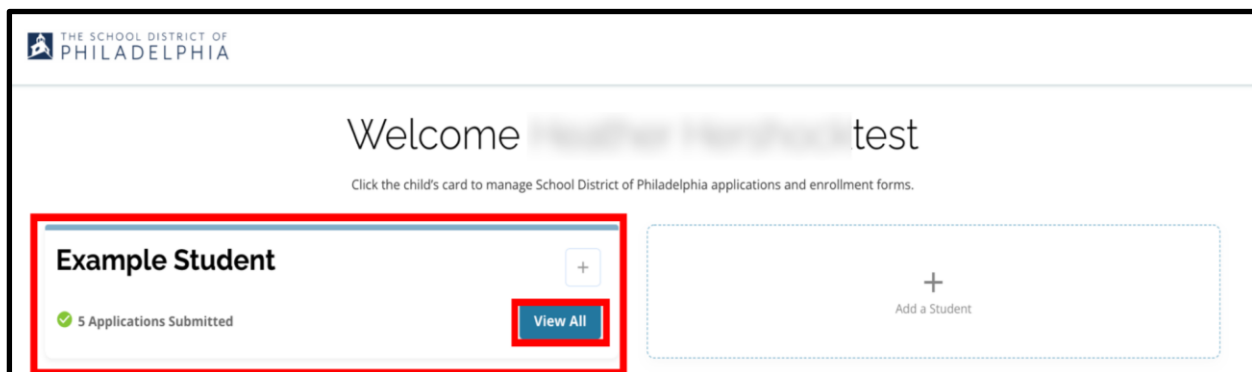 THE SCHOOL DISTRICT OF
PHILADELPHIA
Welcome test
Click the child's card to manage School District of Philadelphia applications and enrollment forms.
Example Student
+
5 Applications Submitted
View All
+
Add a Student